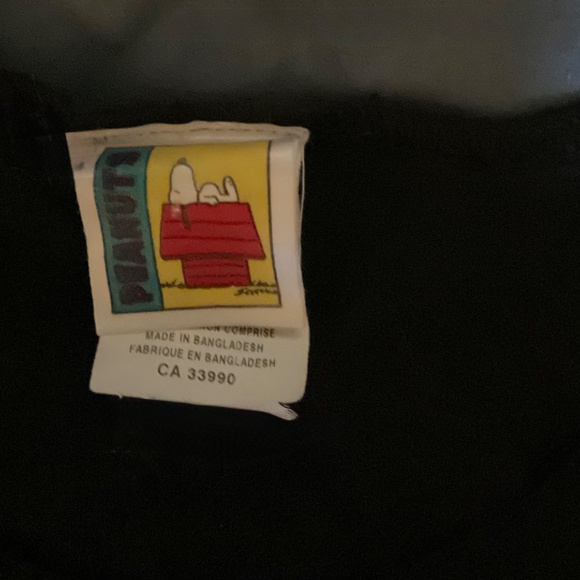 PEANUTS
COMPRISE
MADE IN BANGLADESH
FABRIQUE EN BANGLADESH
CA 33990